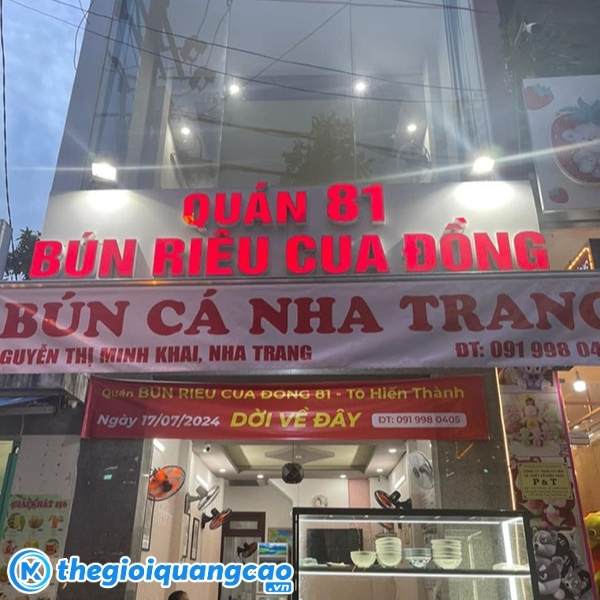 QUÁN 81
BÚN RIÊU CUA ĐỒNG
BÚN CÁ NHA TRANG
GUYỄN THỊ MINH KHAI, NHA TRANG
ĐT: 091 998 04
Quán BÚN RIÊU CUA ĐỒNG 81 - Tô Hiến Thành
Ngày 17/07/2024 DỜI VỀ ĐÂY ĐT: 091 998 0405
P & T
thegioiquangcao.vn